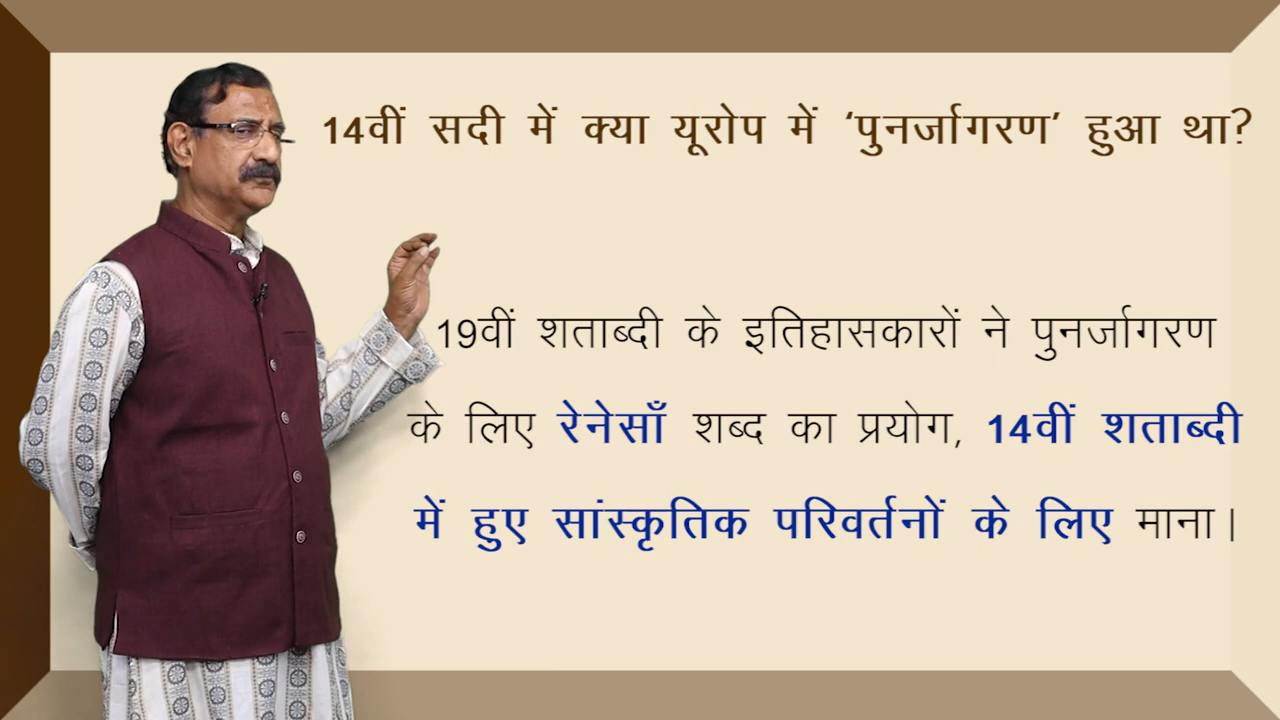 14वीं सदी में क्या यूरोप में ‘पुनर्जागरण’ हुआ था?
19वीं शताब्दी के इतिहासकारों ने पुनर्जागरण
के लिए रेनेसाँ शब्द का प्रयोग, 14वीं शताब्दी
में हुए सांस्कृतिक परिवर्तनों के लिए माना।